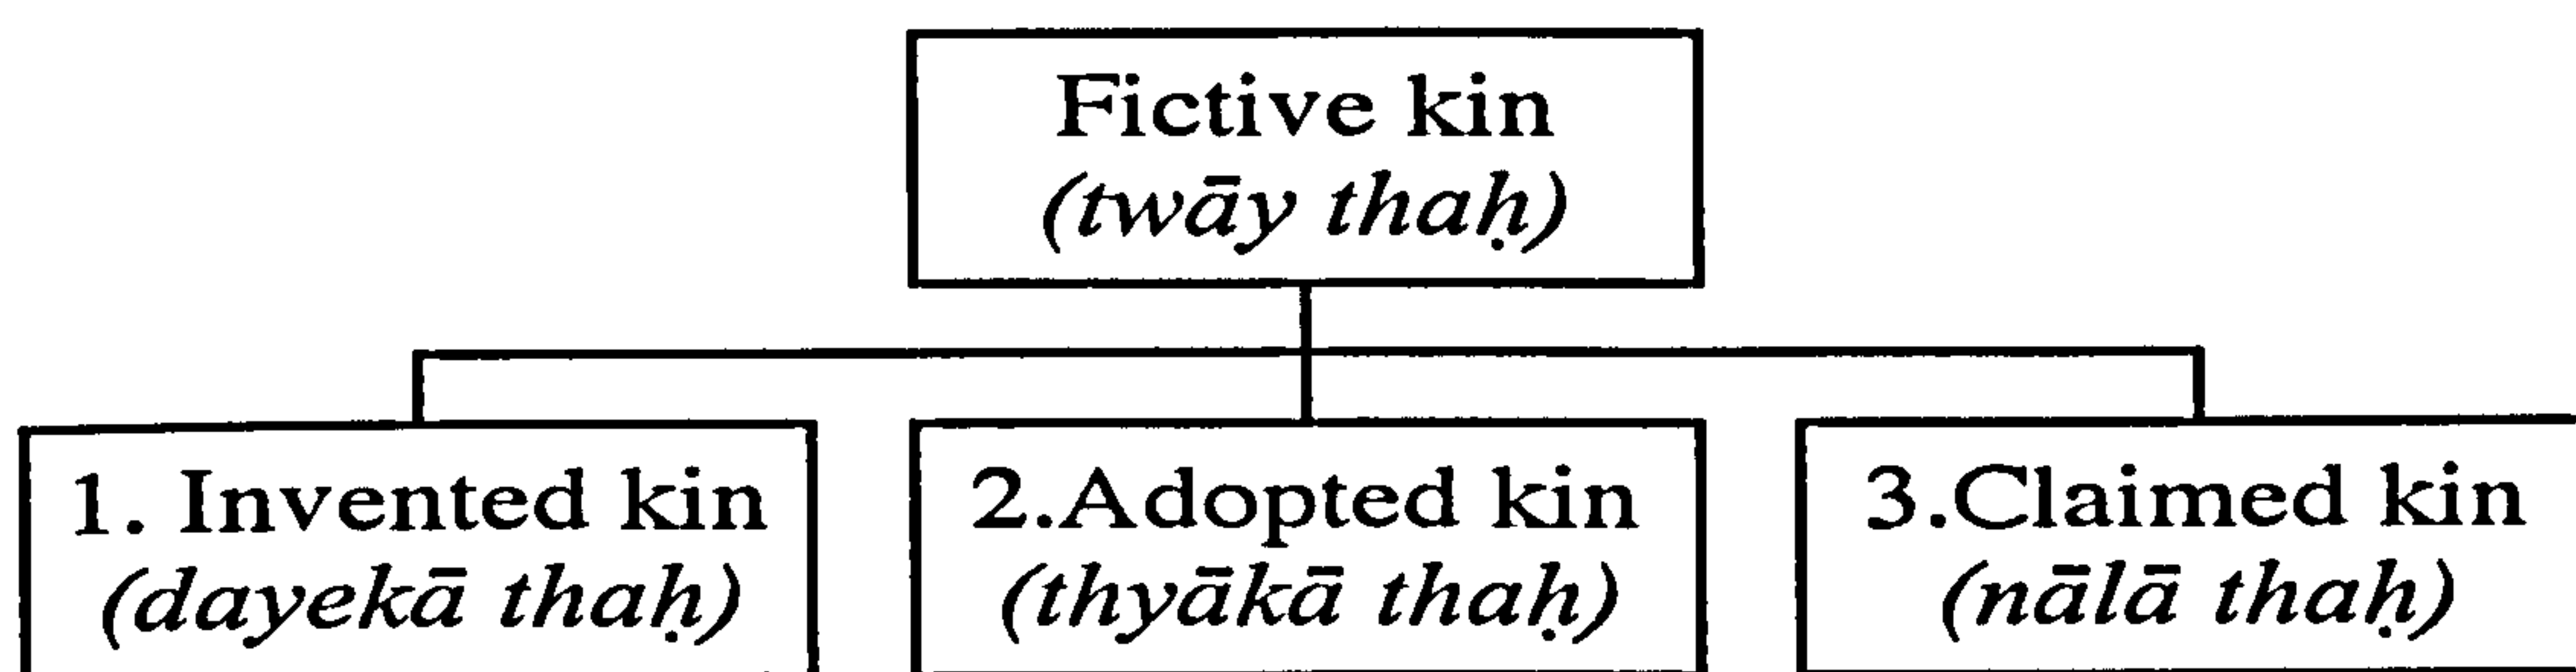 Fictive kin
(twāy thaḥ)
1. Invented kin
(dayekā thaḥ)
2.Adopted kin
(thyākā thaḥ)
3.Claimed kin
(nālā thaḥ)